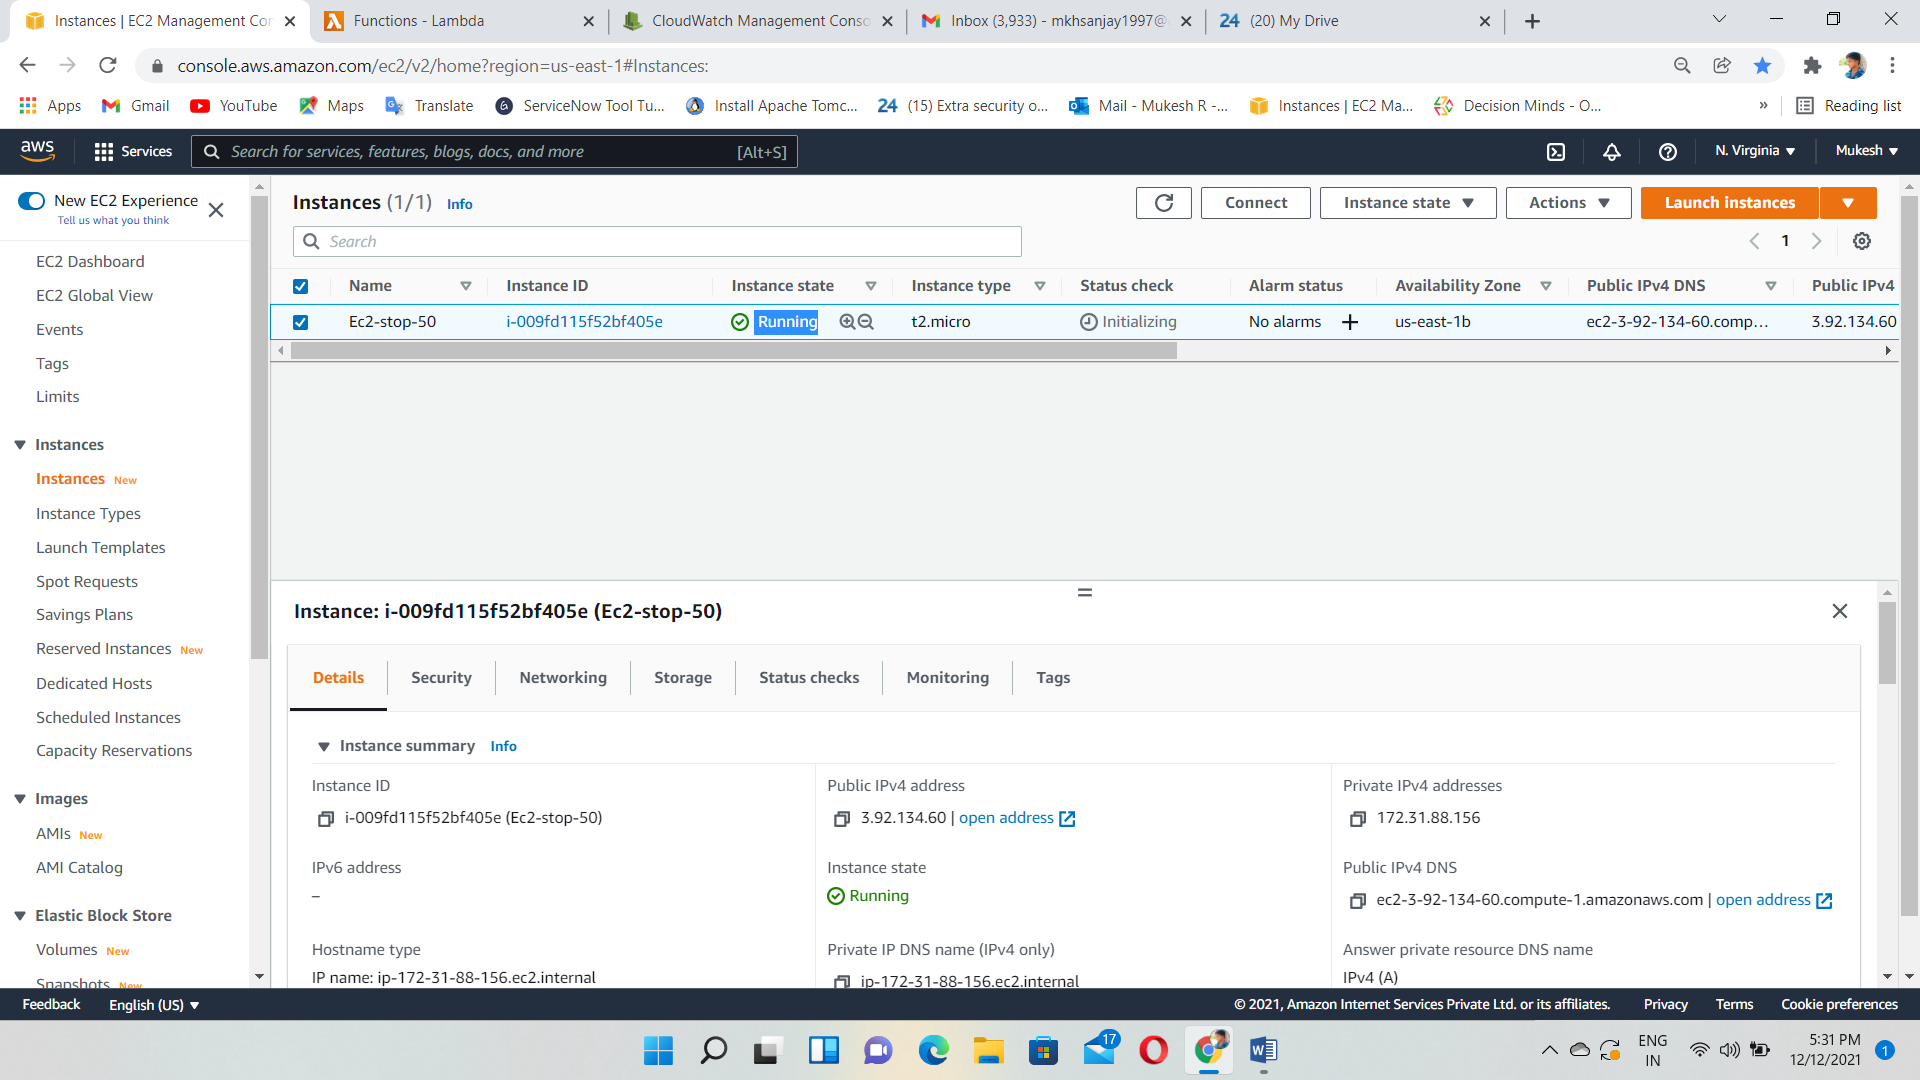 Instances | EC2 Management Con
Functions - Lambda
CloudWatch Management Conso
Inbox (3,933) - mkhsanjay1997@
24 (20) My Drive
console.aws.amazon.com/ec2/v2/home?region=us-east-1#Instances:
Apps Gmail YouTube Maps Translate ServiceNow Tool Tu... Install Apache Tomc... 24 (15) Extra security o... Mail - Mukesh R -... Instances | EC2 Ma... Decision Minds - O... » Reading list
aws Services Search for services, features, blogs, docs, and more [Alt+S] N. Virginia Mukesh
New EC2 Experience
Tell us what you think
EC2 Dashboard
EC2 Global View
Events
Tags
Limits
Instances
Instances New
Instance Types
Launch Templates
Spot Requests
Savings Plans
Reserved Instances New
Dedicated Hosts
Scheduled Instances
Capacity Reservations
Images
AMIs New
AMI Catalog
Elastic Block Store
Volumes New
Snapshots New
Instances (1/1) Info
Connect Instance state Actions Launch instances
Search
1
Name Instance ID Instance state Instance type Status check Alarm status Availability Zone Public IPv4 DNS Public IPv4
Ec2-stop-50 i-009fd115f52bf405e Running t2.micro Initializing No alarms + us-east-1b ec2-3-92-134-60.comp... 3.92.134.60
Instance: i-009fd115f52bf405e (Ec2-stop-50)
Details Security Networking Storage Status checks Monitoring Tags
Instance summary Info
Instance ID
i-009fd115f52bf405e (Ec2-stop-50)
Public IPv4 address
3.92.134.60 | open address
Private IPv4 addresses
172.31.88.156
IPv6 address
–
Instance state
Running
Public IPv4 DNS
ec2-3-92-134-60.compute-1.amazonaws.com | open address
Hostname type
IP name: ip-172-31-88-156.ec2.internal
Private IP DNS name (IPv4 only)
ip-172-31-88-156.ec2.internal
Answer private resource DNS name
IPv4 (A)
Feedback English (US) © 2021, Amazon Internet Services Private Ltd. or its affiliates. Privacy Terms Cookie preferences
17
ENG
IN
5:31 PM
12/12/2021
1